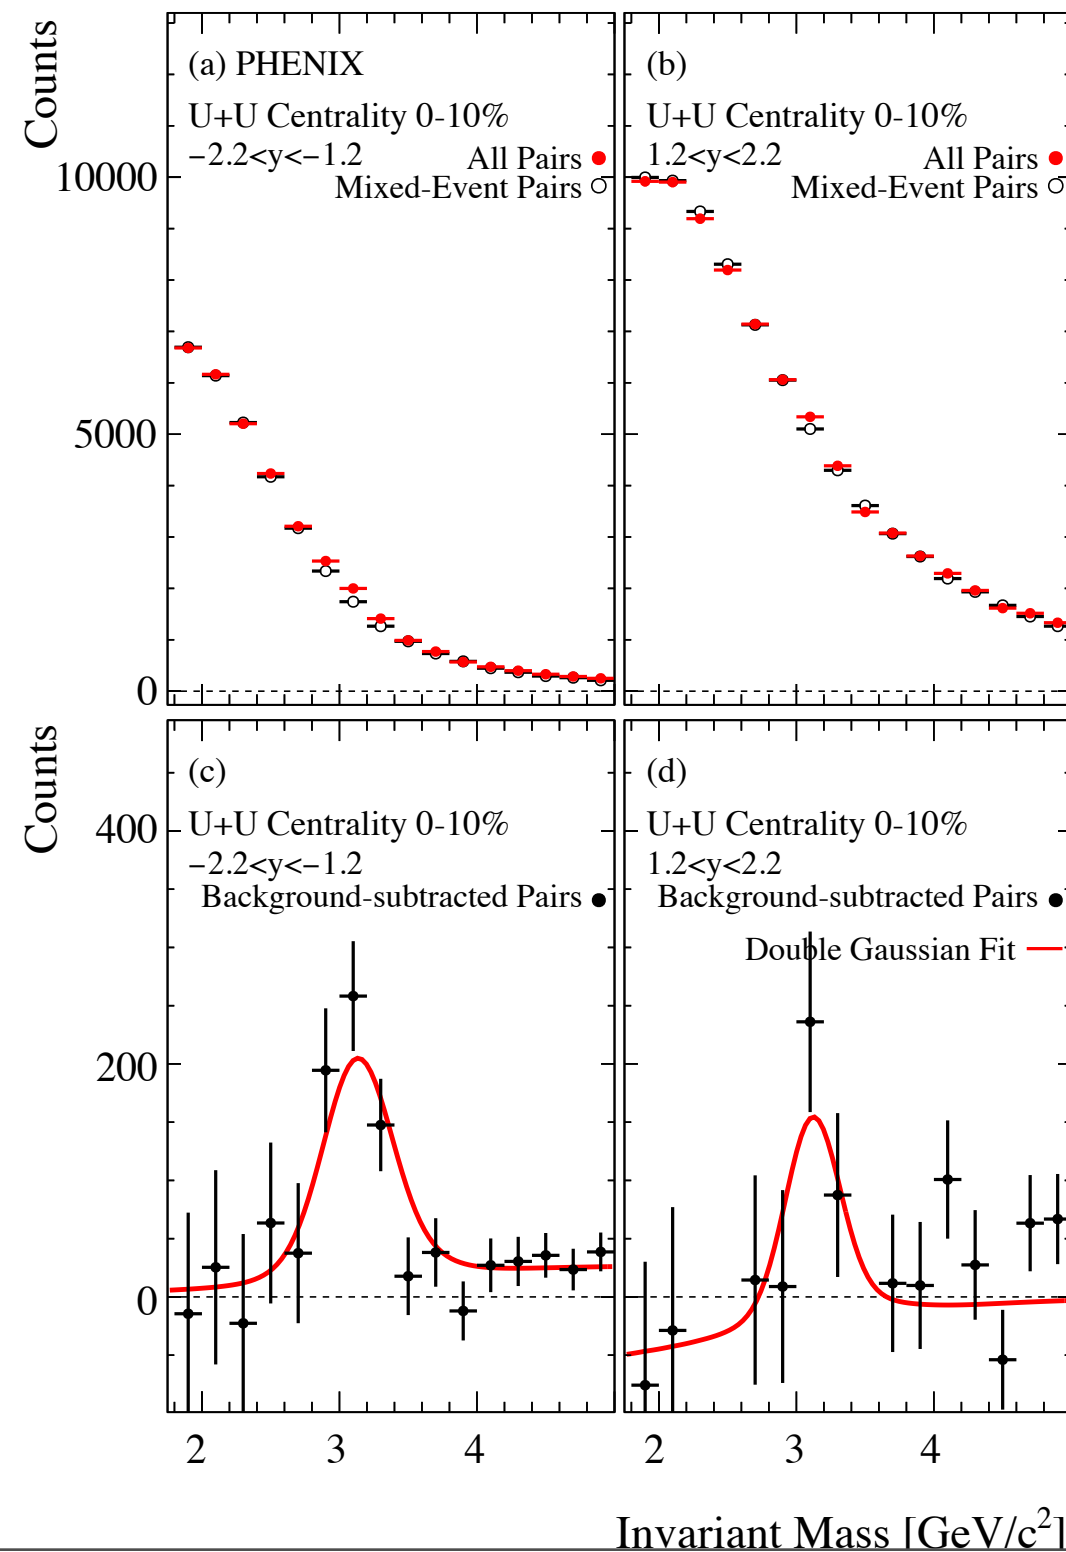 Counts
(a) PHENIX
U+U Centrality 0-10%
−2.2<y<−1.2
All Pairs
Mixed-Event Pairs
10000
5000
0
(b)
U+U Centrality 0-10%
1.2<y<2.2
All Pairs
Mixed-Event Pairs
Counts
(c)
U+U Centrality 0-10%
−2.2<y<−1.2
Background-subtracted Pairs
400
200
0
2 3 4
(d)
U+U Centrality 0-10%
1.2<y<2.2
Background-subtracted Pairs
Double Gaussian Fit
2 3 4
Invariant Mass [GeV/c²]